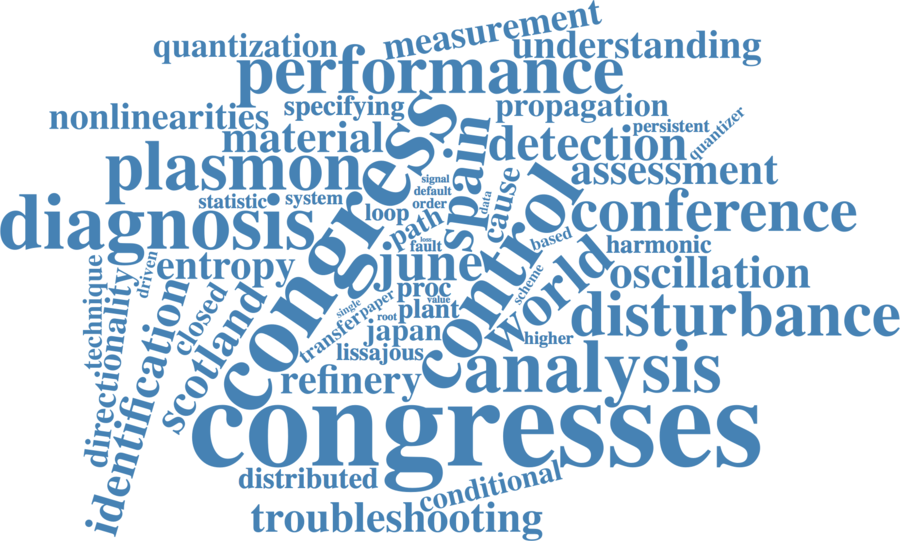 measurement
quantization
understanding
performance
specifying
propagation
nonlinearities
persistent
quantizer
material
detection
congress
spain
plasmon
assessment
signal
default
order
data
cause
statistic
system
loop
path
control
conference
diagnosis
loss
fault
based
harmonic
entropy
june
world
oscillation
driven
technique
directionality
identification
closed
scotland
proc
value
scheme
single
transfer
paper
root
plant
disturbance
japan
higher
lissajous
refinery
analysis
congresses
distributed
conditional
troubleshooting